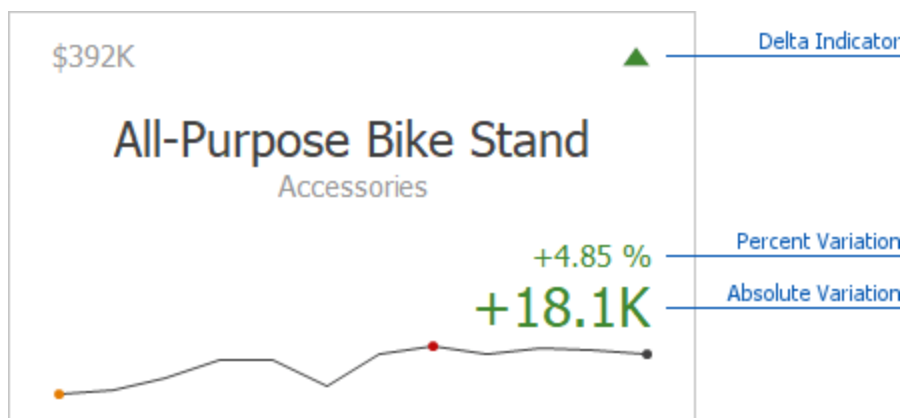 $392K
Delta Indicator
All-Purpose Bike Stand
Accessories
+4.85 %
Percent Variation
+18.1K
Absolute Variation